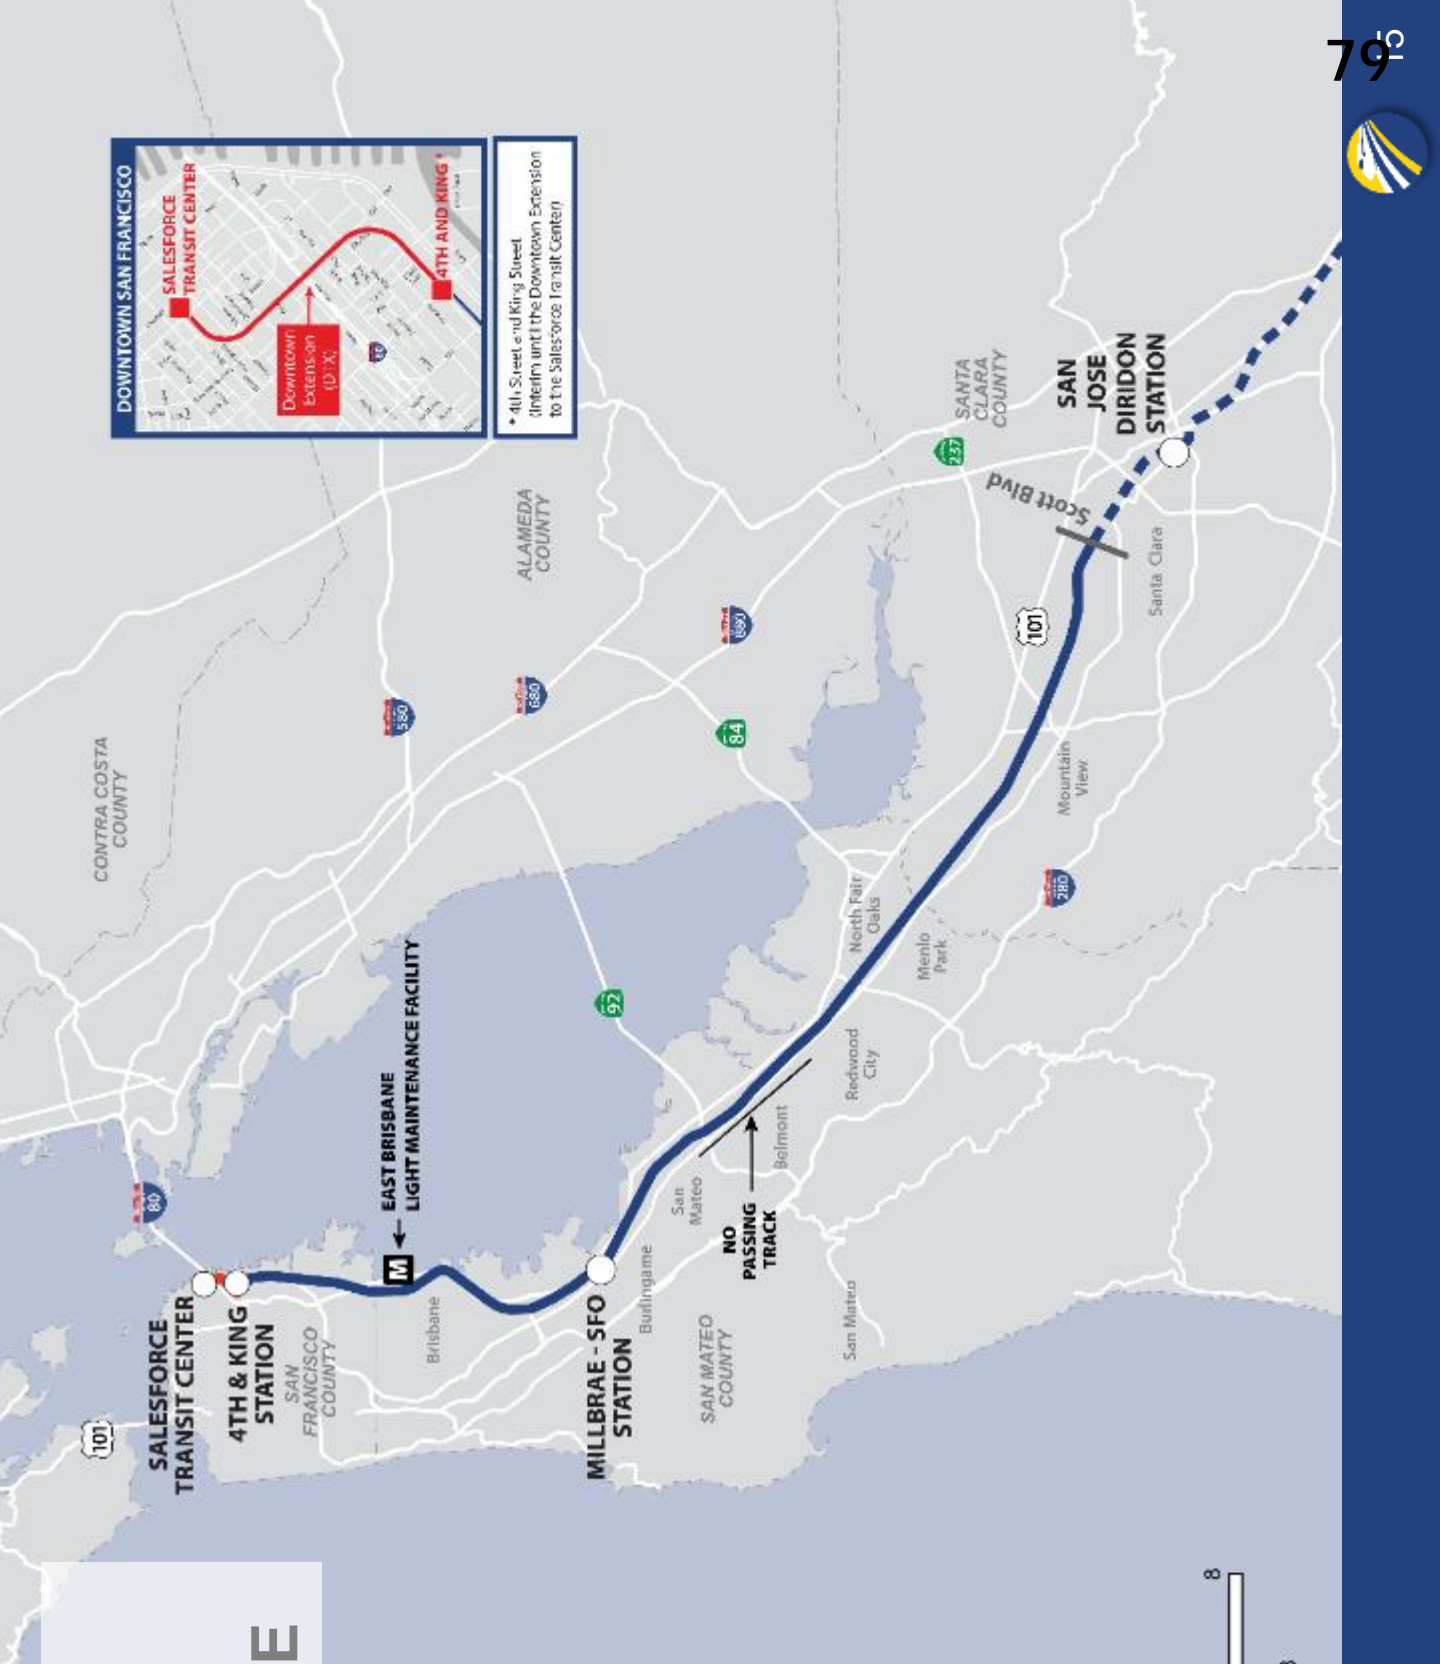 79
15
DOWNTOWN SAN FRANCISCO
SALESFORCE
TRANSIT CENTER
4TH AND KING *
Downtown
Extension
(DTX)
80
* 4th Street and King Street
(Interim until the Downtown Extension
to the Salesforce Transit Center)
CONTRA COSTA
COUNTY
ALAMEDA
COUNTY
SANTA
CLARA
COUNTY
SAN
JOSE
DIRIDON
STATION
237
Scott Blvd
Santa Clara
101
880
680
580
84
Mountain
View
280
North Fair
Oaks
Menlo
Park
92
EAST BRISBANE
LIGHT MAINTENANCE FACILITY
M
Redwood
City
Belmont
NO
PASSING
TRACK
San
Mateo
80
SALESFORCE
TRANSIT CENTER
4TH & KING
STATION
SAN
FRANCISCO
COUNTY
Brisbane
MILLBRAE - SFO
STATION
Burlingame
SAN MATEO
COUNTY
San Mateo
101
E
8